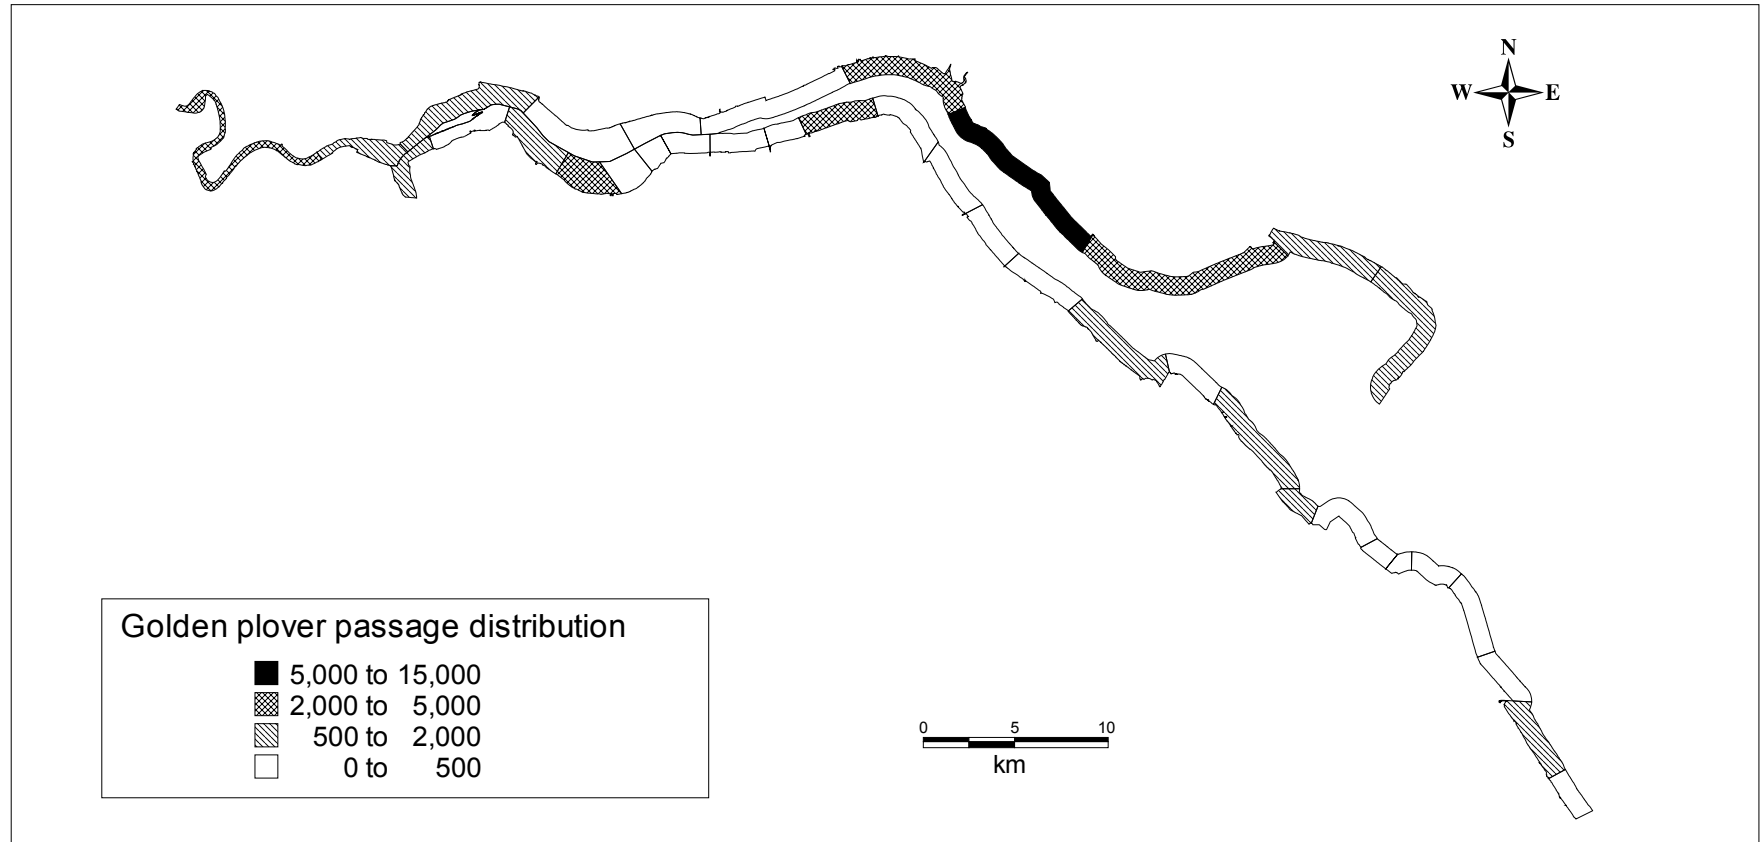 N
W E
S
Golden plover passage distribution
5,000 to 15,000
2,000 to 5,000
500 to 2,000
0 to 500
0 5 10
km